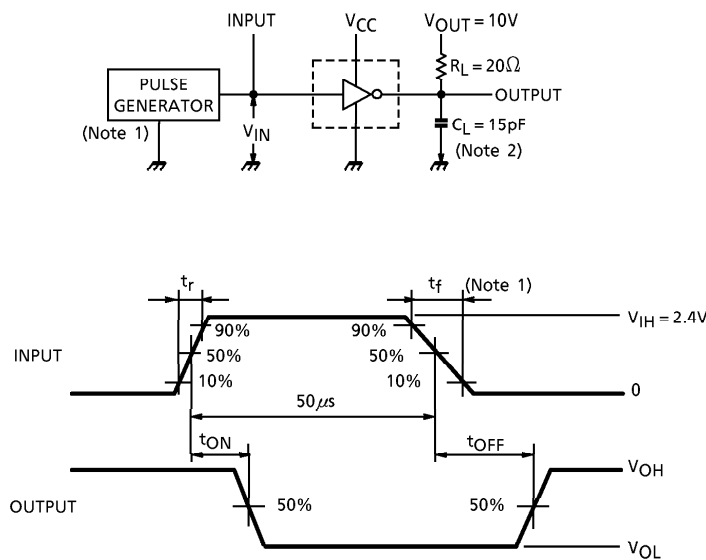 INPUT
VCC
VOUT = 10V
RL = 20Ω
PULSE
GENERATOR
OUTPUT
(Note 1)
VIN
CL = 15pF
(Note 2)
tr
tf
(Note 1)
VIH = 2.4V
90%
90%
INPUT
50%
50%
10%
10%
0
50μs
tON
tOFF
VOH
OUTPUT
50%
50%
VOL